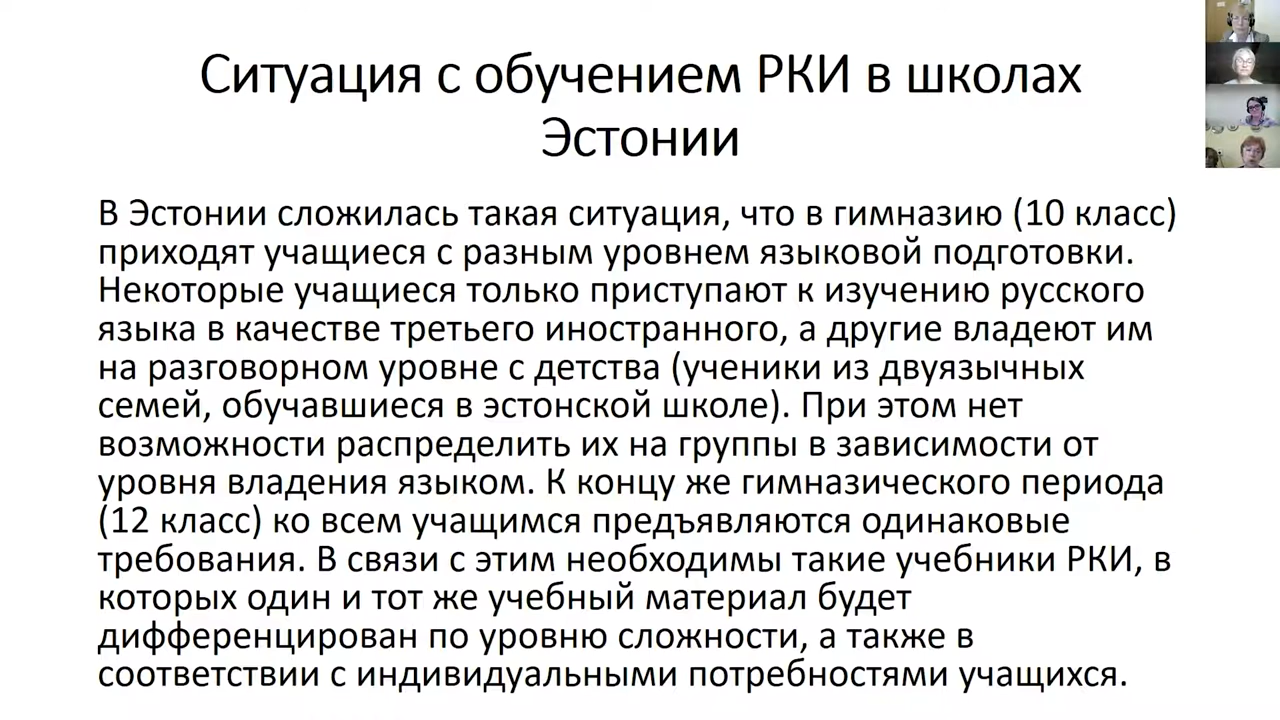 Ситуация с обучением РКИ в школах
Эстонии
В Эстонии сложилась такая ситуация, что в гимназию (10 класс)
приходят учащиеся с разным уровнем языковой подготовки.
Некоторые учащиеся только приступают к изучению русского
языка в качестве третьего иностранного, а другие владеют им
на разговорном уровне с детства (ученики из двуязычных
семей, обучавшиеся в эстонской школе). При этом нет
возможности распределить их на группы в зависимости от
уровня владения языком. К концу же гимназического периода
(12 класс) ко всем учащимся предъявляются одинаковые
требования. В связи с этим необходимы такие учебники РКИ, в
которых один и тот же учебный материал будет
дифференцирован по уровню сложности, а также в
соответствии с индивидуальными потребностями учащихся.